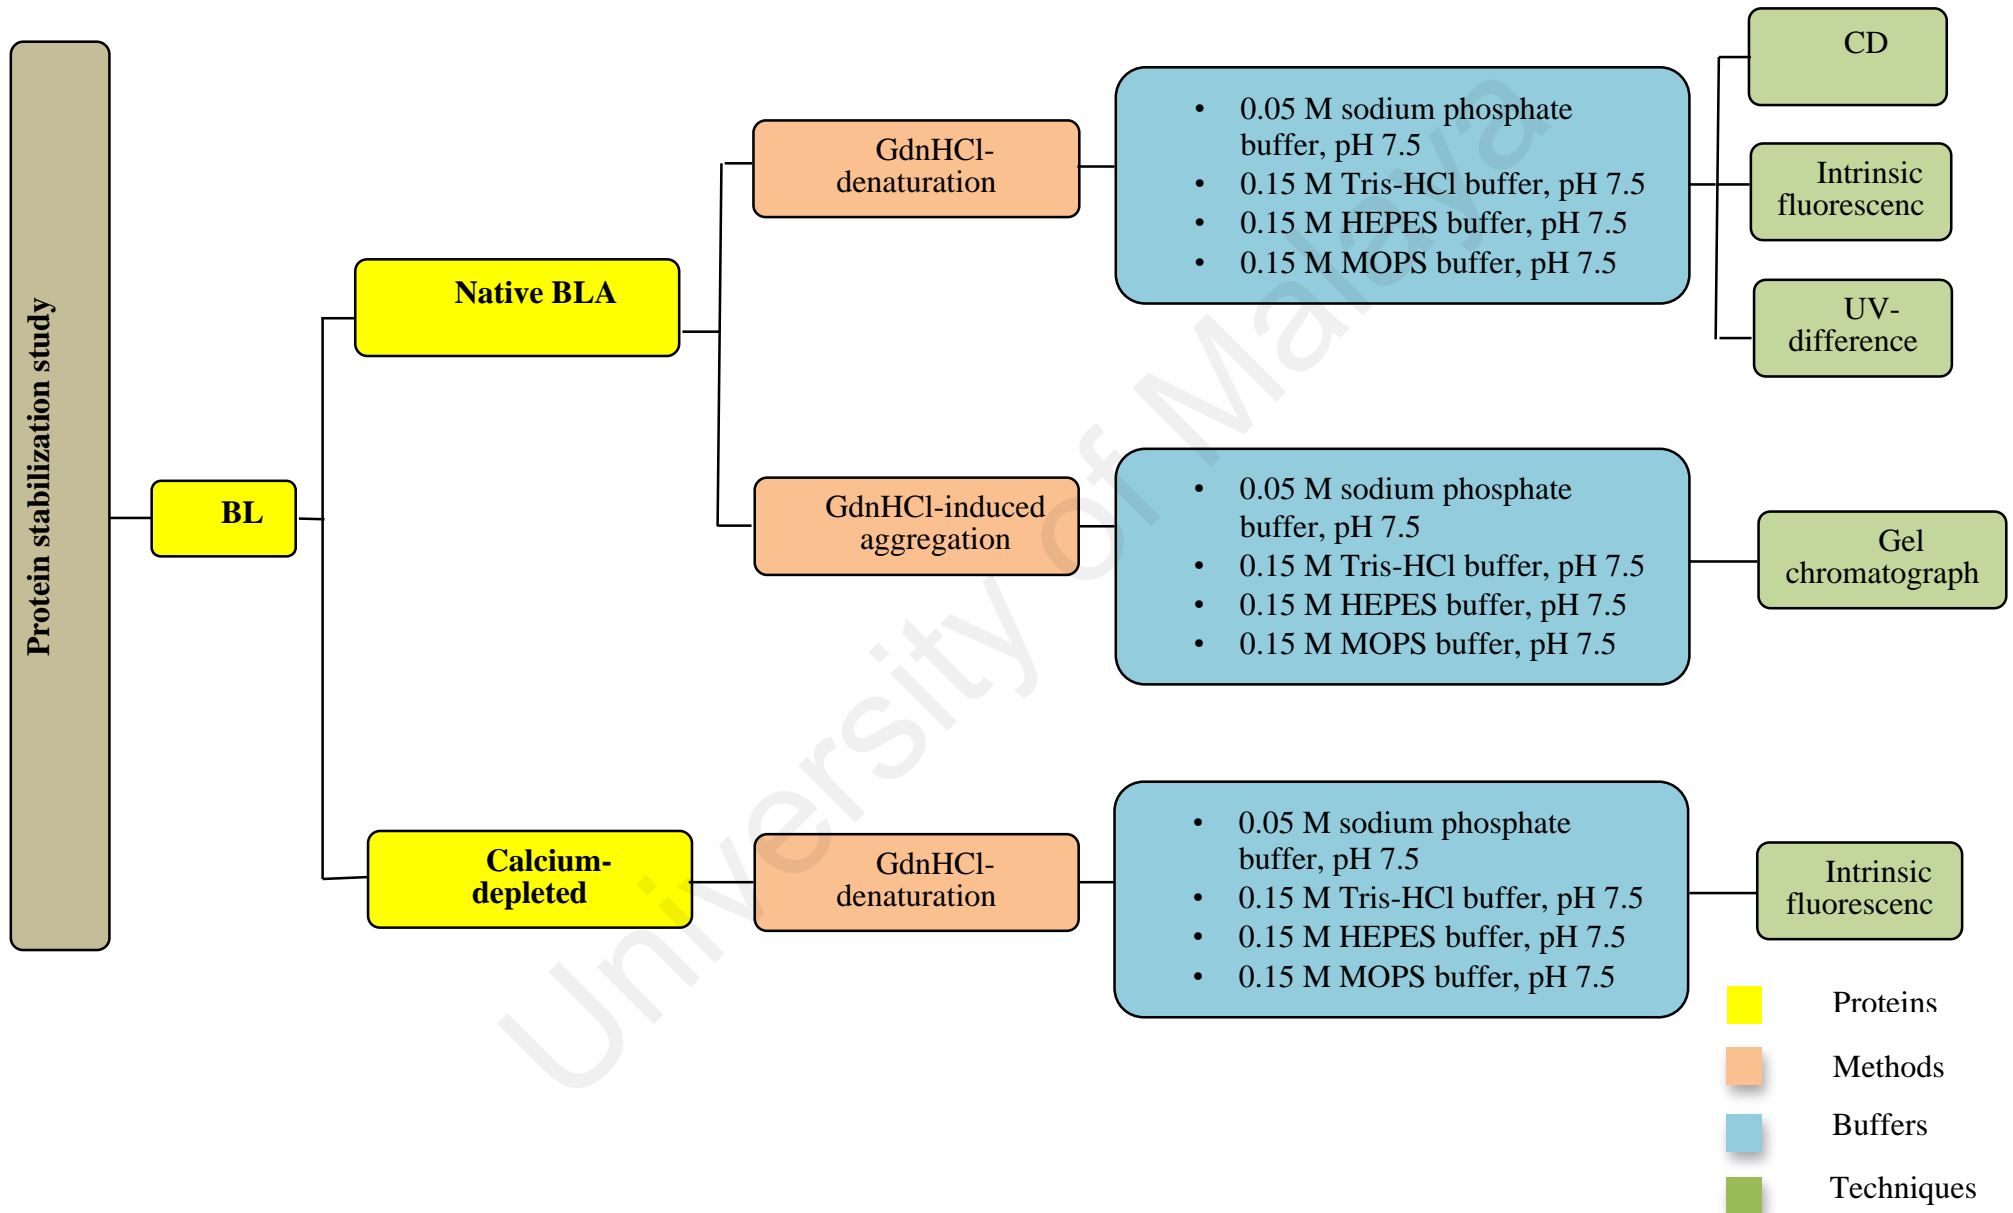 Protein stabilization study
BL
Native BLA
Calcium-
depleted
GdnHCl-
denaturation
GdnHCl-induced
aggregation
GdnHCl-
denaturation
• 0.05 M sodium phosphate
buffer, pH 7.5
• 0.15 M Tris-HCl buffer, pH 7.5
• 0.15 M HEPES buffer, pH 7.5
• 0.15 M MOPS buffer, pH 7.5
• 0.05 M sodium phosphate
buffer, pH 7.5
• 0.15 M Tris-HCl buffer, pH 7.5
• 0.15 M HEPES buffer, pH 7.5
• 0.15 M MOPS buffer, pH 7.5
• 0.05 M sodium phosphate
buffer, pH 7.5
• 0.15 M Tris-HCl buffer, pH 7.5
• 0.15 M HEPES buffer, pH 7.5
• 0.15 M MOPS buffer, pH 7.5
CD
Intrinsic
fluorescenc
UV-
difference
Gel
chromatograph
Intrinsic
fluorescenc
Proteins
Methods
Buffers
Techniques
University of Malaya